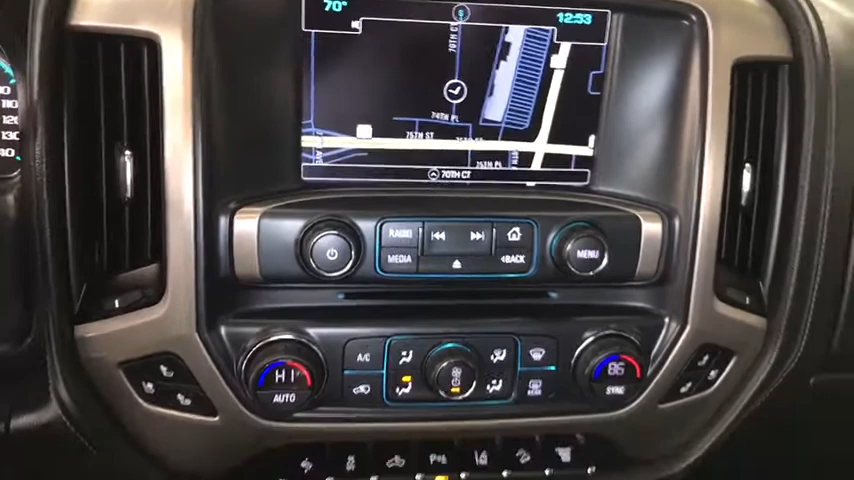 70°
12:53
70TH CT
74TH PL
75TH ST
75TH PL
70TH CT
120
RADIO
MEDIA
BACK
MENU
A/C
HI
AUTO
86
SYNC
REAR